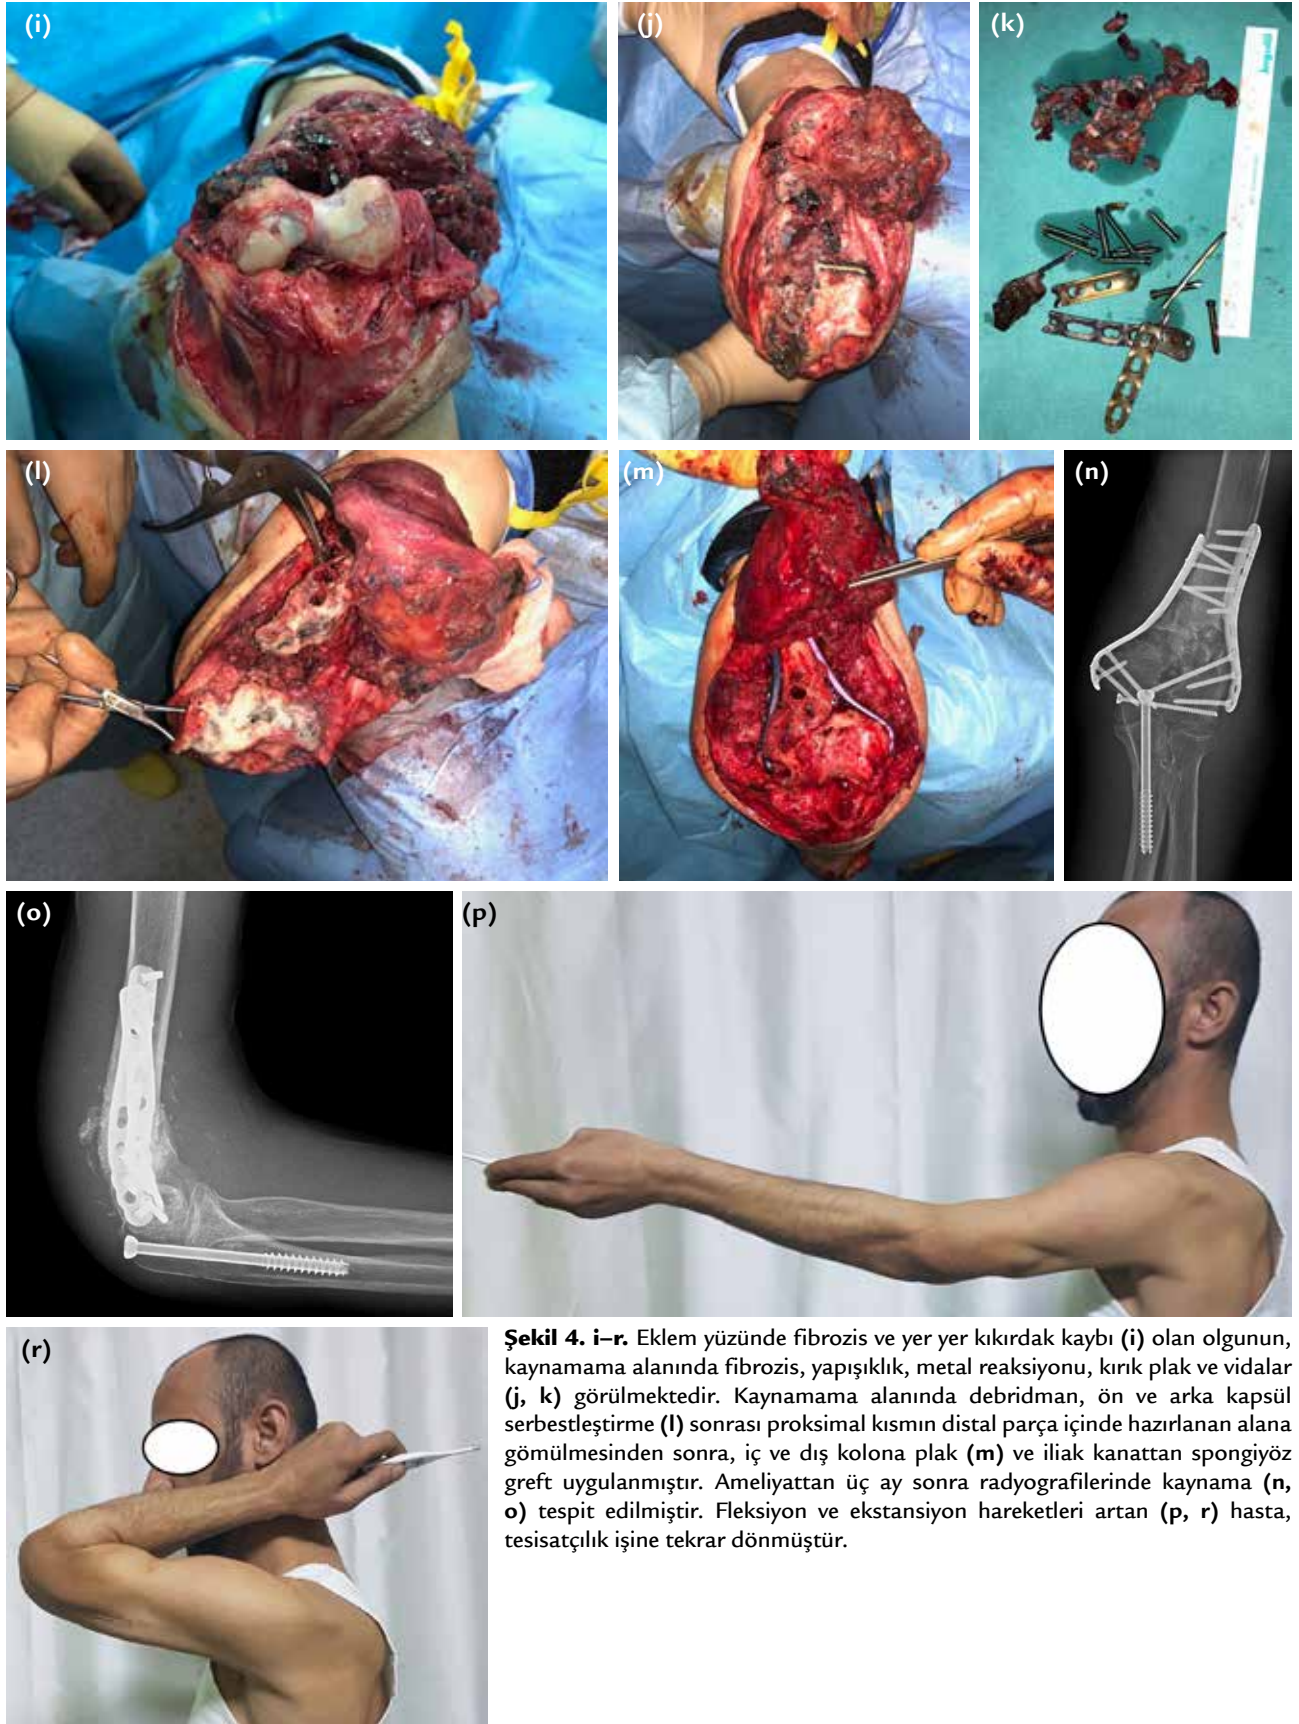 (i)
(j)
(k)
(l)
(m)
(n)
(o)
(p)
(r)
Şekil 4. i–r. Eklem yüzünde fibrozis ve yer yer kıkırdak kaybı (i) olan olgunun,
kaynamama alanında fibrozis, yapışıklık, metal reaksiyonu, kırık plak ve vidalar
(j, k) görülmektedir. Kaynamama alanında debridman, ön ve arka kapsül
serbestleştirme (l) sonrası proksimal kısmın distal parça içinde hazırlanan alana
gömülmesinden sonra, iç ve dış kolona plak (m) ve iliak kanattan spongiyöz
greft uygulanmıştır. Ameliyattan üç ay sonra radyografilerinde kaynama (n,
o) tespit edilmiştir. Fleksiyon ve ekstansiyon hareketleri artan (p, r) hasta,
tesisatçılık işine tekrar dönmüştür.